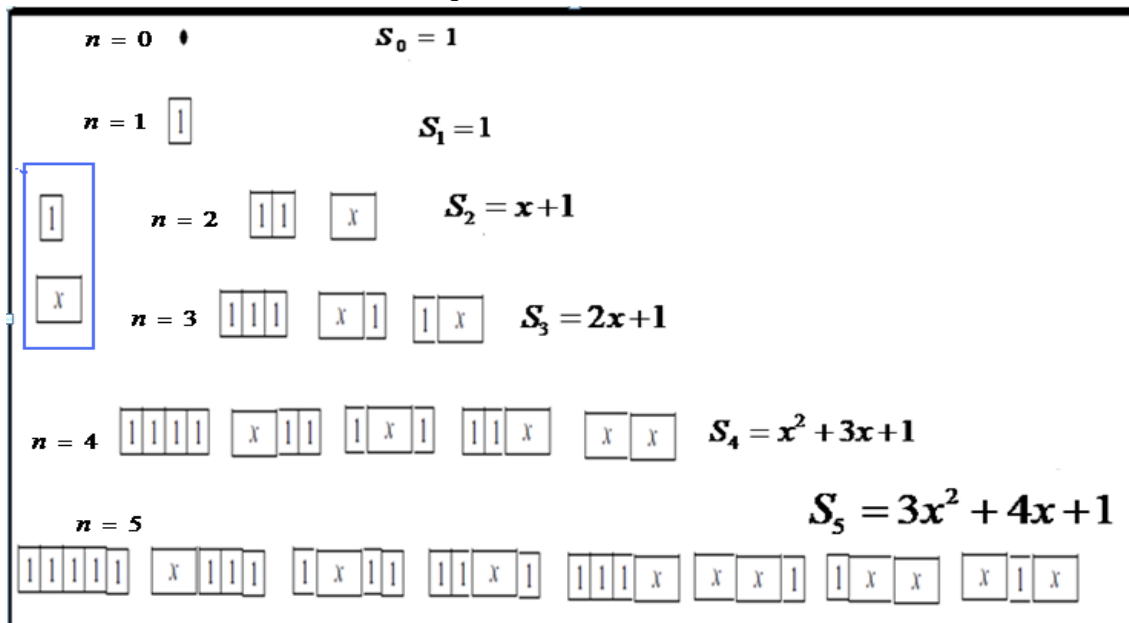 n = 0 S₀ = 1
n = 1 1 S₁ = 1
1
n = 2 1 1 x S₂ = x+1
x
n = 3 1 1 1 x 1 1 x S₃ = 2x+1
n = 4 1 1 1 1 x 1 1 1 x 1 1 1 x x x S₄ = x² + 3x + 1
S₅ = 3x² + 4x + 1
n = 5
1 1 1 1 1 x 1 1 1 1 x 1 1 1 1 x 1 1 1 1 x x x 1 1 x x x 1 x